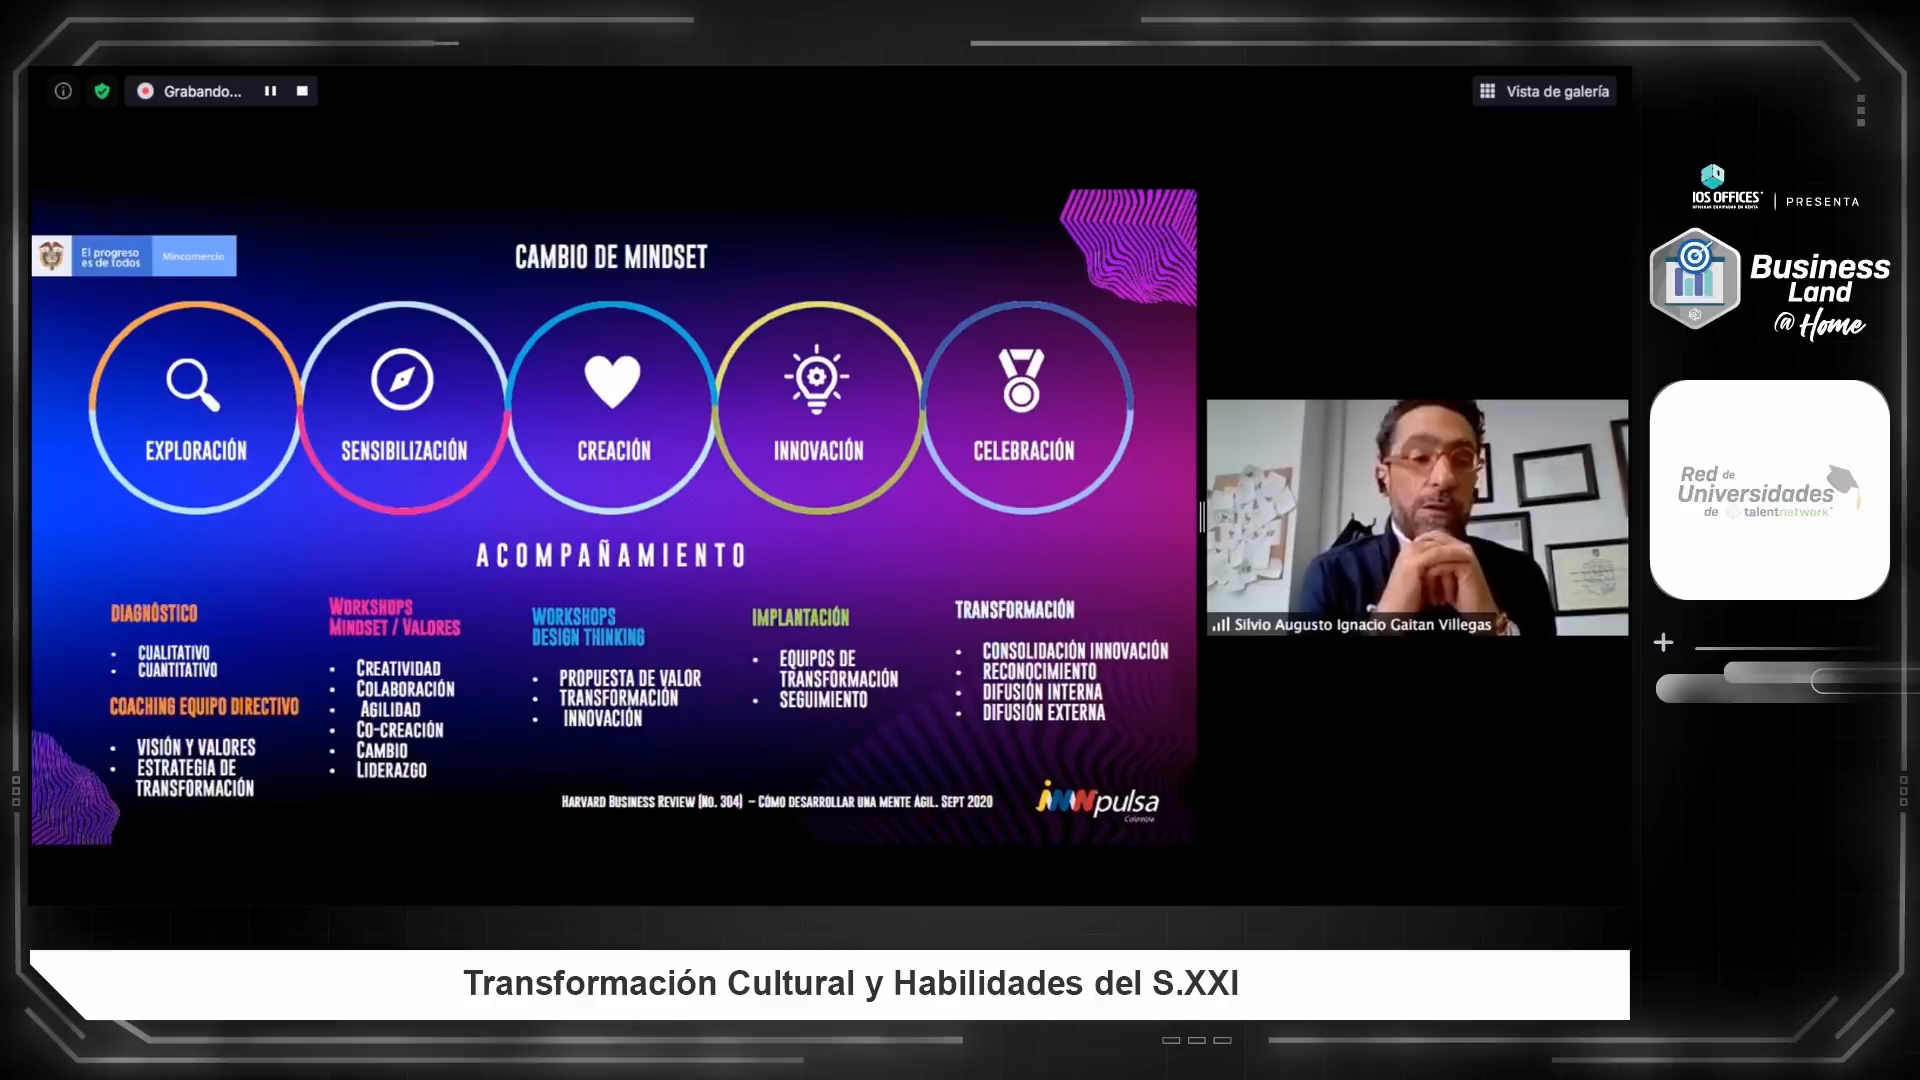 Grabando...
Vista de galería
IOS OFFICES
PRESENTA
Business
Land
@ Home
El progreso
es de todos
Mincomercio
CAMBIO DE MINDSET
EXPLORACIÓN
SENSIBILIZACIÓN
CREACIÓN
INNOVACIÓN
CELEBRACIÓN
ACOMPAÑAMIENTO
DIAGNÓSTICO
• CUALITATIVO
• CUANTITATIVO
COACHING EQUIPO DIRECTIVO
• VISIÓN Y VALORES
• ESTRATEGIA DE
TRANSFORMACIÓN
WORKSHOPS
MINDSET / VALORES
• CREATIVIDAD
• COLABORACIÓN
• AGILIDAD
• CO-CREACIÓN
• CAMBIO
• LIDERAZGO
WORKSHOPS
DESIGN THINKING
• PROPUESTA DE VALOR
• TRANSFORMACIÓN
• INNOVACIÓN
IMPLANTACIÓN
• EQUIPOS DE
TRANSFORMACIÓN
• SEGUIMIENTO
TRANSFORMACIÓN
• CONSOLIDACIÓN INNOVACIÓN
• RECONOCIMIENTO
• DIFUSIÓN INTERNA
• DIFUSIÓN EXTERNA
HARVARD BUSINESS REVIEW (NO. 304) – CÓMO DESARROLLAR UNA MENTE ÁGIL. SEPT 2020
iNNpulsa
Colombia
Silvio Augusto Ignacio Gaitan Villegas
Red de
Universidades
de talentnetwork
Transformación Cultural y Habilidades del S.XXI